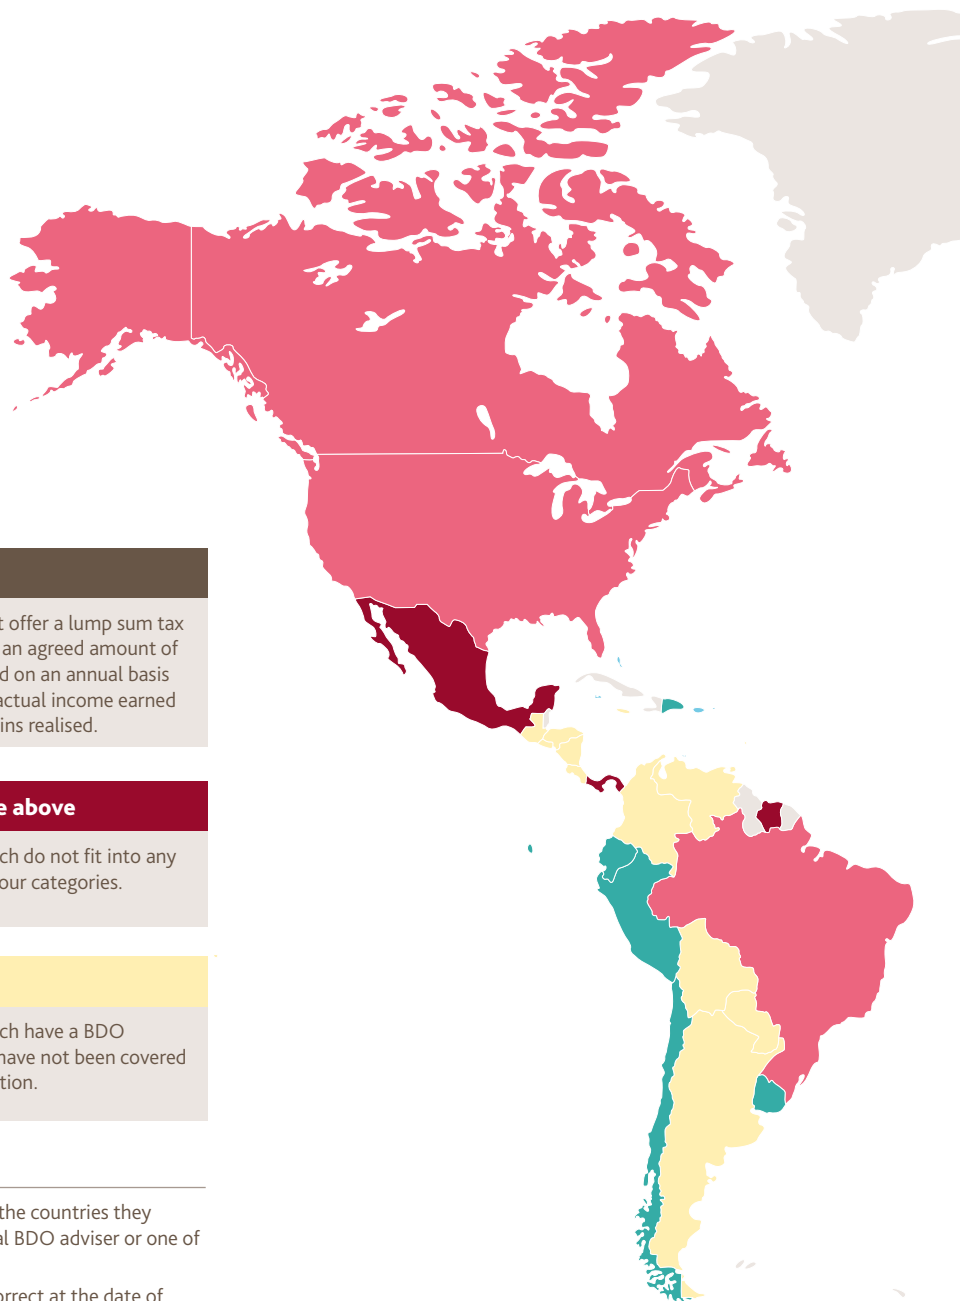 t offer a lump sum tax
an agreed amount of
d on an annual basis
actual income earned
ins realised.
e above
ch do not fit into any
our categories.
ch have a BDO
have not been covered
tion.
the countries they
al BDO adviser or one of
orrect at the date of